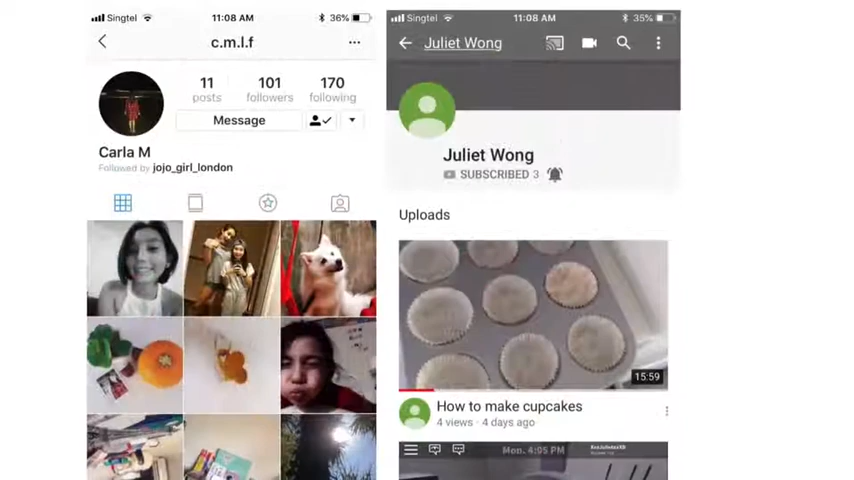 Singtel 11:08 AM 36%
c.m.l.f
11 101 170
posts followers following
Message
Carla M
Followed by jojo_girl_london
Singtel 11:08 AM 35%
Juliet Wong
Juliet Wong
SUBSCRIBED 3
Uploads
15:59
How to make cupcakes
4 views · 4 days ago
Mon. 4:05 PM